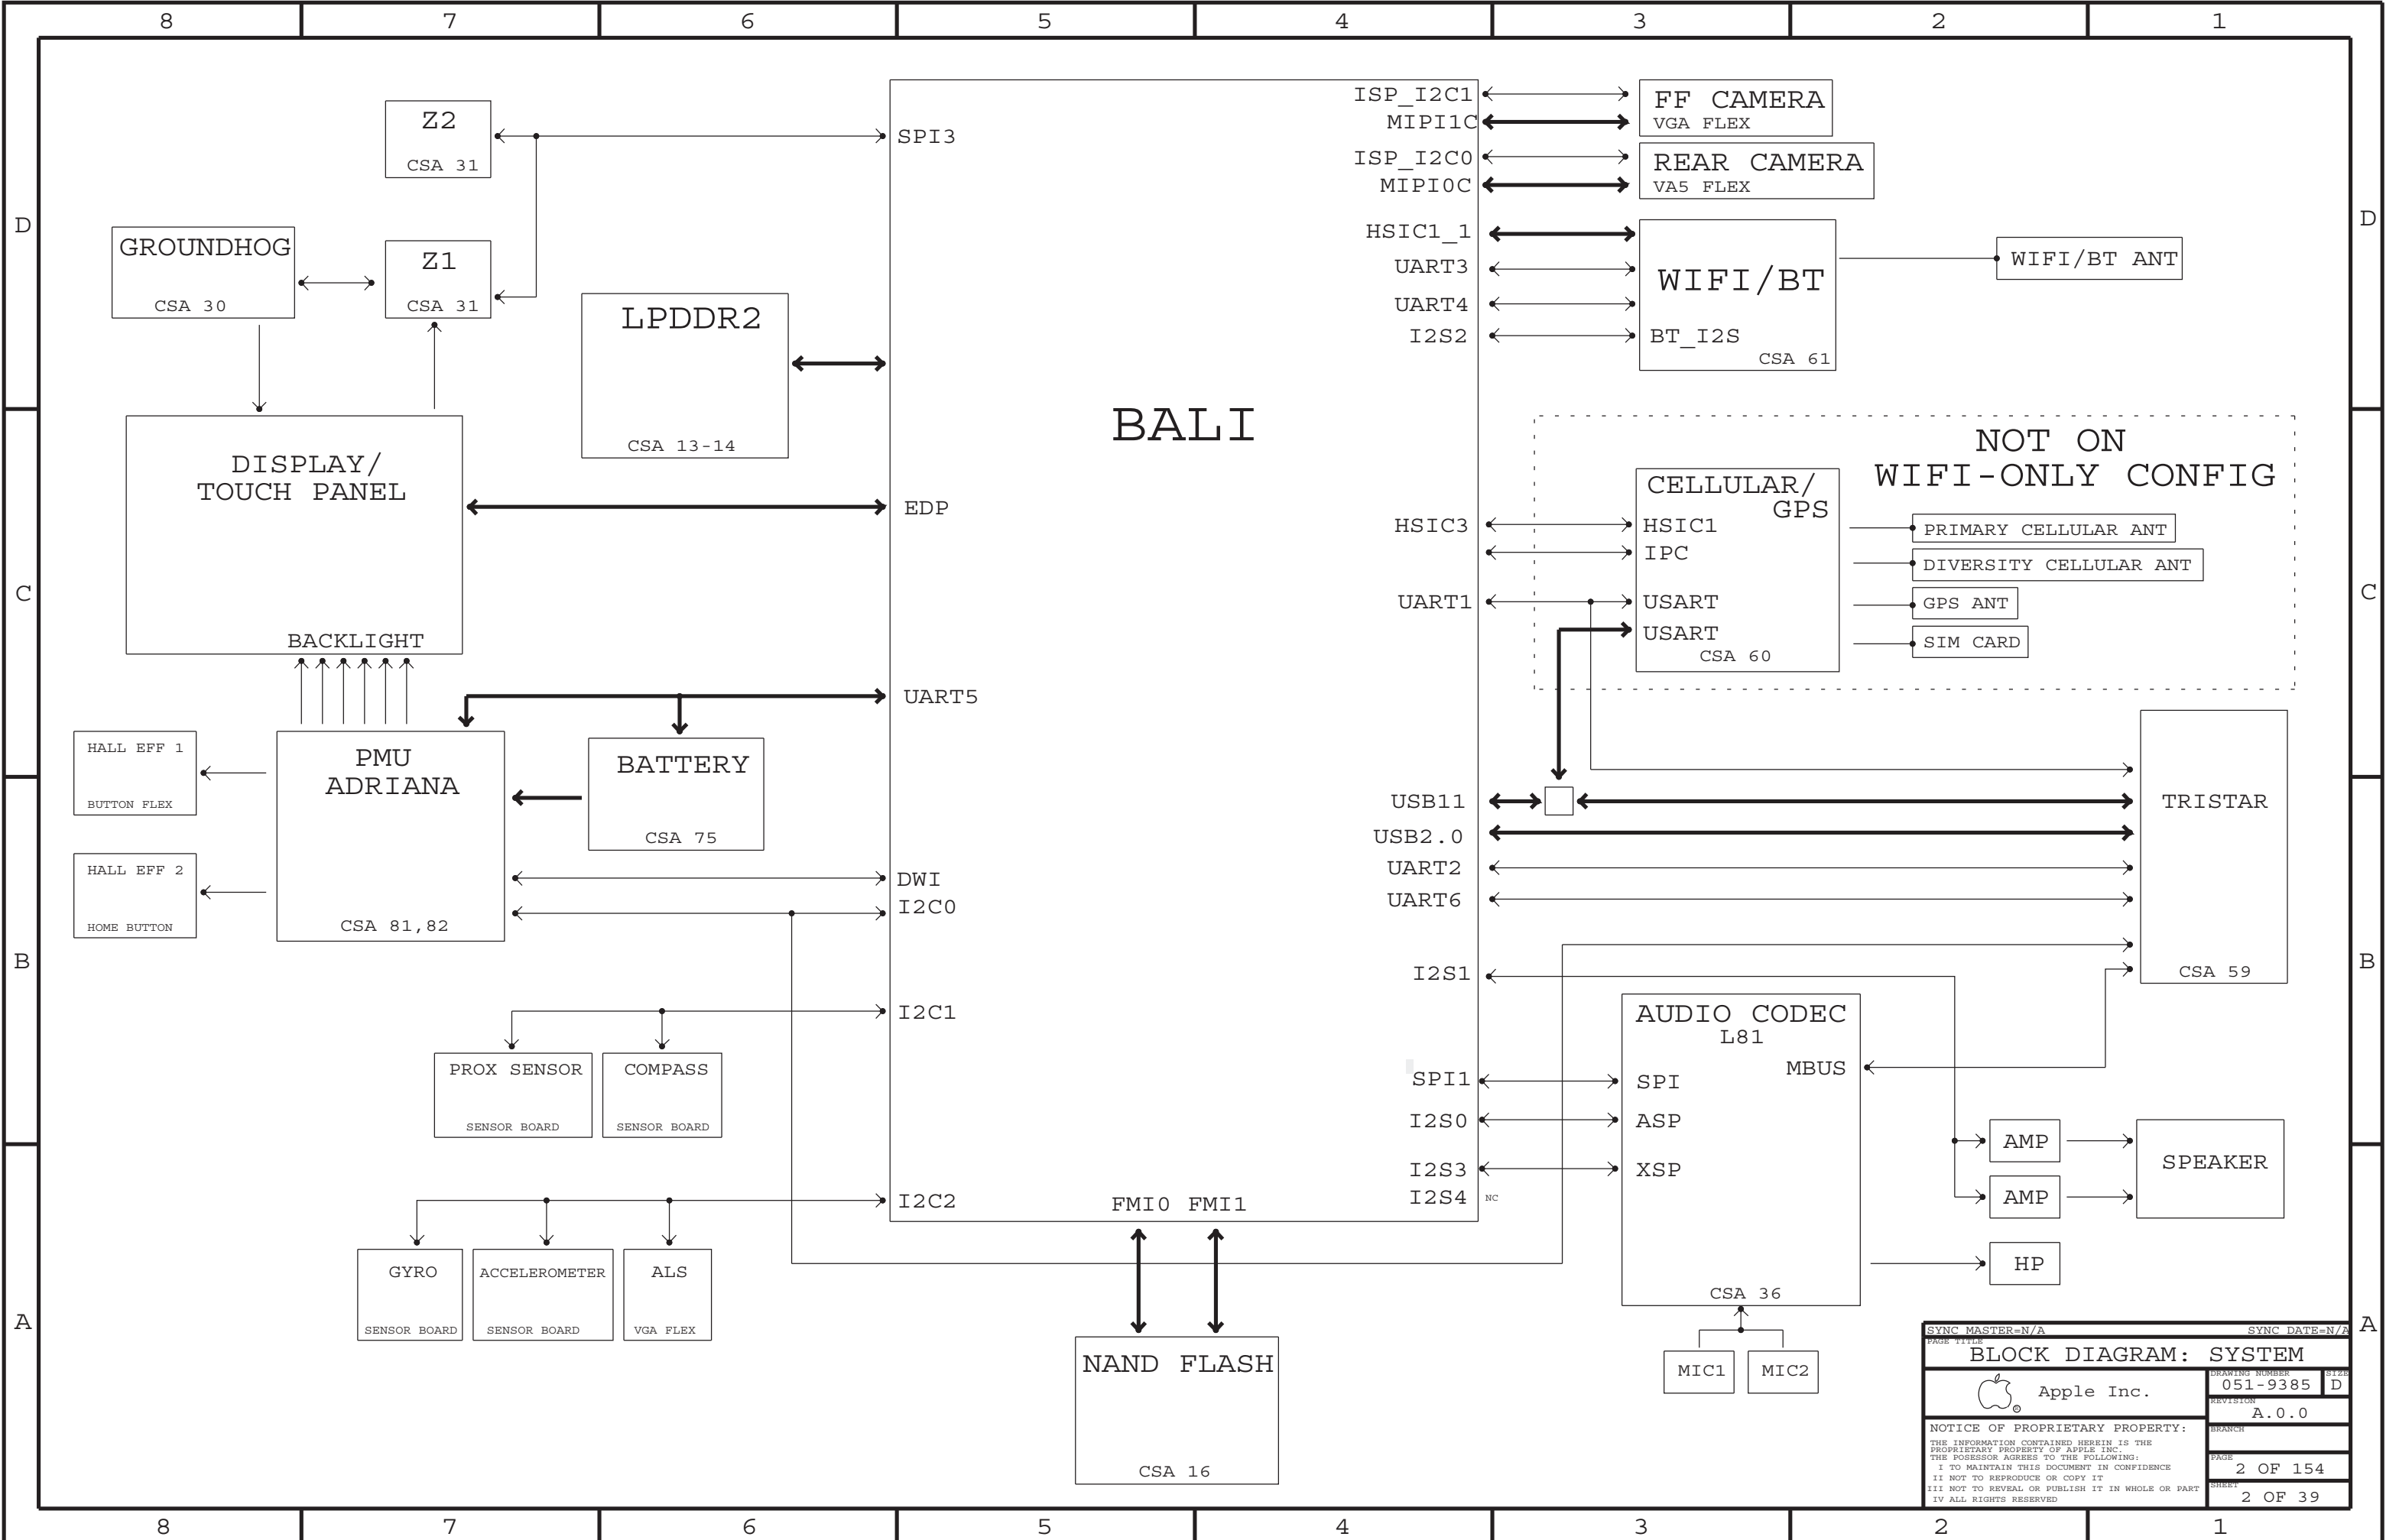 8 7 6 5 4 3 2 1
D
C
B
A
Z2
CSA 31
GROUNDHOG
CSA 30
Z1
CSA 31
LPDDR2
CSA 13-14
DISPLAY/
TOUCH PANEL
BACKLIGHT
HALL EFF 1
BUTTON FLEX
HALL EFF 2
HOME BUTTON
PMU
ADRIANA
CSA 81,82
BATTERY
CSA 75
PROX SENSOR
SENSOR BOARD
COMPASS
SENSOR BOARD
GYRO
SENSOR BOARD
ACCELEROMETER
SENSOR BOARD
ALS
VGA FLEX
BALI
SPI3
EDP
UART5
DWI
I2C0
I2C1
I2C2
FMI0 FMI1
NAND FLASH
CSA 16
ISP_I2C1
MIPI1C
ISP_I2C0
MIPI0C
HSIC1_1
UART3
UART4
I2S2
HSIC3
UART1
USB11
USB2.0
UART2
UART6
I2S1
SPI1
I2S0
I2S3
I2S4 NC
FF CAMERA
VGA FLEX
REAR CAMERA
VA5 FLEX
WIFI/BT
BT_I2S
CSA 61
WIFI/BT ANT
NOT ON
WIFI-ONLY CONFIG
CELLULAR/
GPS
HSIC1
IPC
USART
USART
CSA 60
PRIMARY CELLULAR ANT
DIVERSITY CELLULAR ANT
GPS ANT
SIM CARD
TRISTAR
CSA 59
AUDIO CODEC
L81
MBUS
SPI
ASP
XSP
CSA 36
MIC1
MIC2
AMP
AMP
SPEAKER
HP
SYNC MASTER=N/A SYNC DATE=N/A
PAGE TITLE
BLOCK DIAGRAM: SYSTEM
Apple Inc.
®
DRAWING NUMBER
051-9385
SIZE
D
REVISION
A.0.0
BRANCH
PAGE
2 OF 154
SHEET
2 OF 39
NOTICE OF PROPRIETARY PROPERTY:
THE INFORMATION CONTAINED HEREIN IS THE
PROPRIETARY PROPERTY OF APPLE INC.
THE POSESSOR AGREES TO THE FOLLOWING:
I TO MAINTAIN THIS DOCUMENT IN CONFIDENCE
II NOT TO REPRODUCE OR COPY IT
III NOT TO REVEAL OR PUBLISH IT IN WHOLE OR PART
IV ALL RIGHTS RESERVED
D
C
B
A
8 7 6 5 4 3 2 1